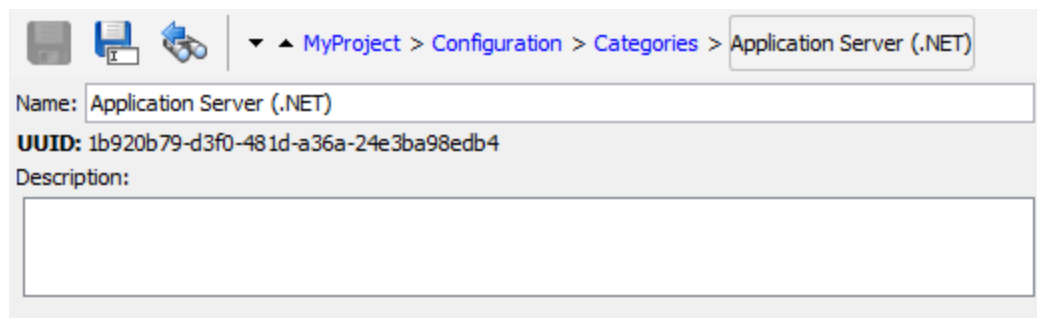 MyProject > Configuration > Categories > Application Server (.NET)
Name: Application Server (.NET)
UUID: 1b920b79-d3f0-481d-a36a-24e3ba98edb4
Description: